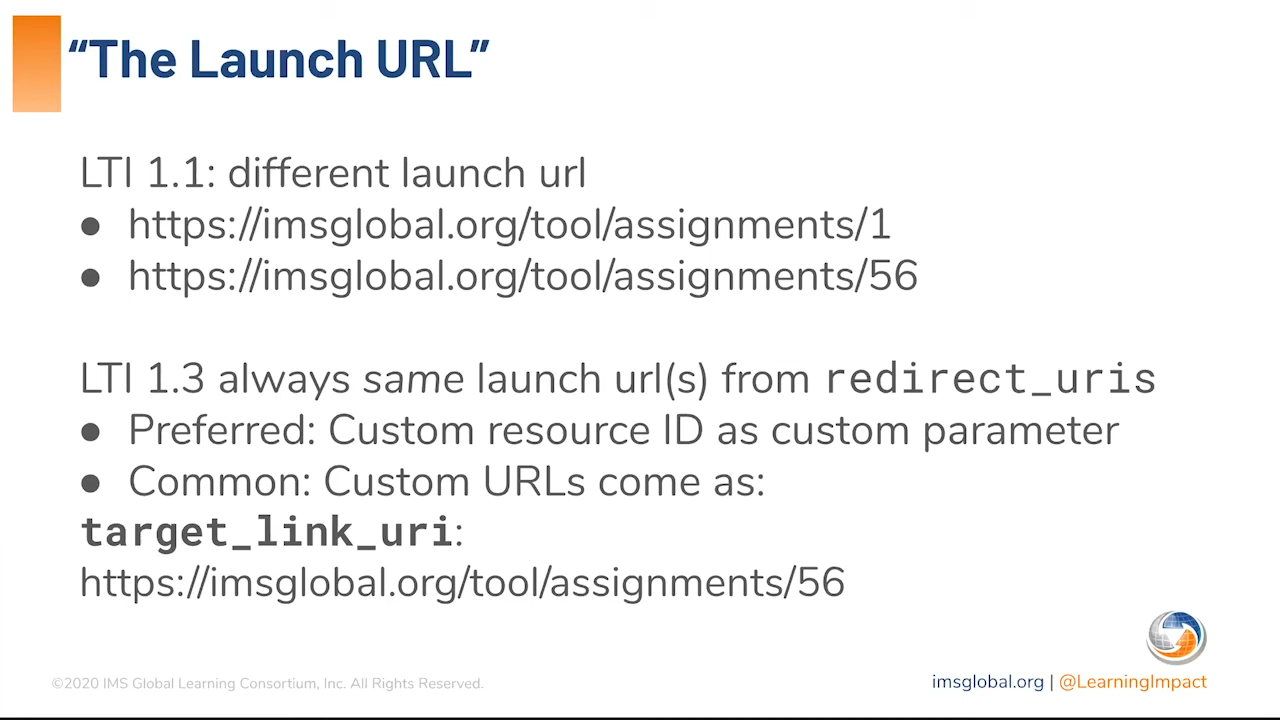 “The Launch URL”
LTI 1.1: different launch url
● https://imsglobal.org/tool/assignments/1
● https://imsglobal.org/tool/assignments/56
LTI 1.3 always same launch url(s) from redirect_uris
● Preferred: Custom resource ID as custom parameter
● Common: Custom URLs come as:
target_link_uri:
https://imsglobal.org/tool/assignments/56
©2020 IMS Global Learning Consortium, Inc. All Rights Reserved.
imsglobal.org | @LearningImpact